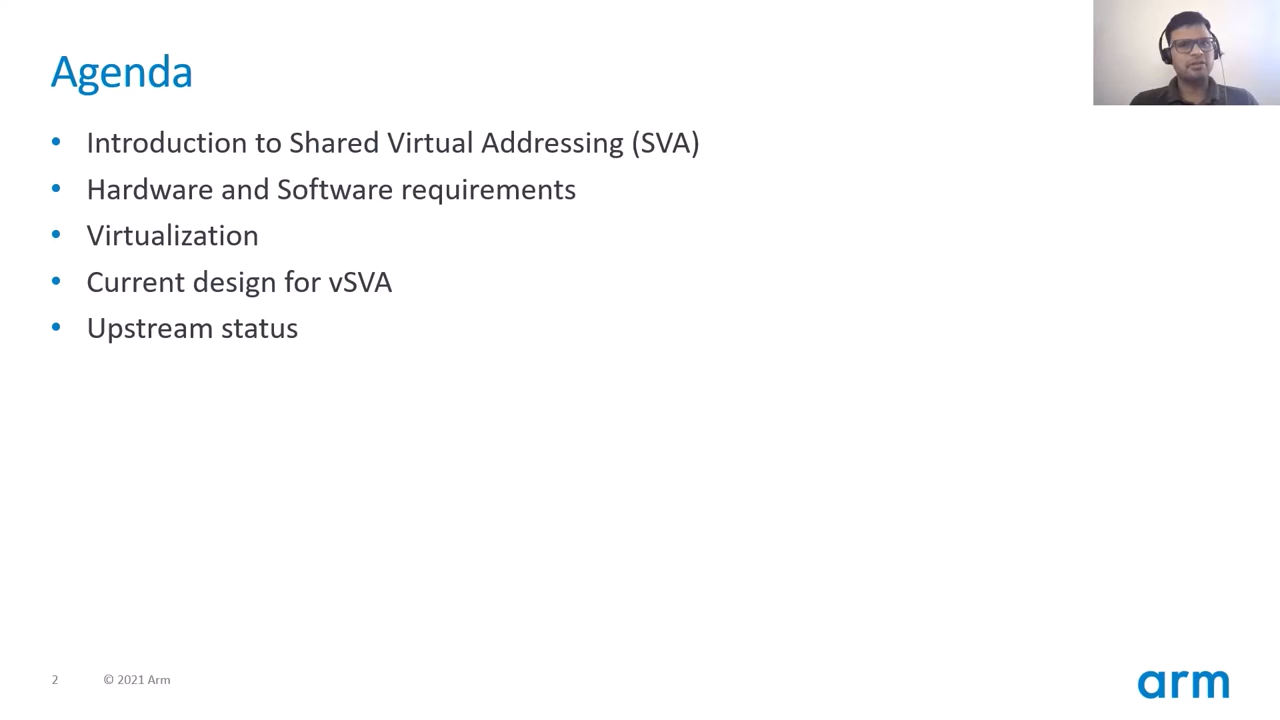 Agenda
• Introduction to Shared Virtual Addressing (SVA)
• Hardware and Software requirements
• Virtualization
• Current design for vSVA
• Upstream status
2 © 2021 Arm
arm